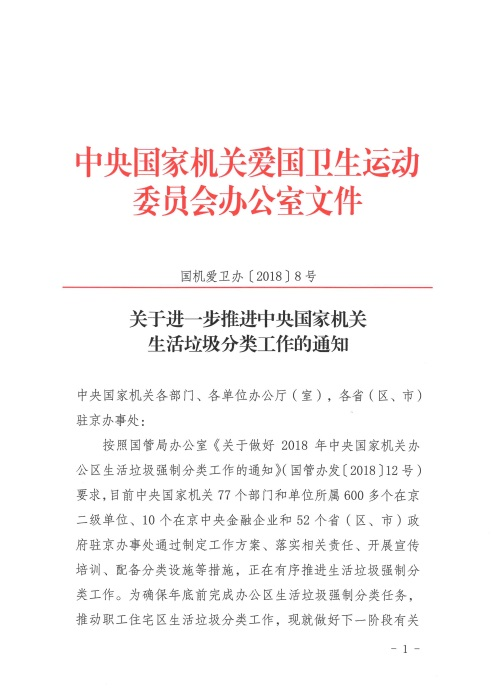 中央国家机关爱国卫生运动
委员会办公室文件
国机爱卫办〔2018〕8号
关于进一步推进中央国家机关
生活垃圾分类工作的通知
中央国家机关各部门、各单位办公厅（室），各省（区、市）
驻京办事处：
按照国管局办公室《关于做好 2018 年中央国家机关办
公区生活垃圾强制分类工作的通知》（国管办发〔2018〕12号）
要求，目前中央国家机关77个部门和单位所属600多个在京
二级单位、10个在京中央金融企业和52个省（区、市）政
府驻京办事处通过制定工作方案、落实相关责任、开展宣传
培训、配备分类设施等措施，正在有序推进生活垃圾强制分
类工作。为确保年底前完成办公区生活垃圾强制分类任务，
推动职工住宅区生活垃圾分类工作，现就做好下一阶段有关
- 1 -